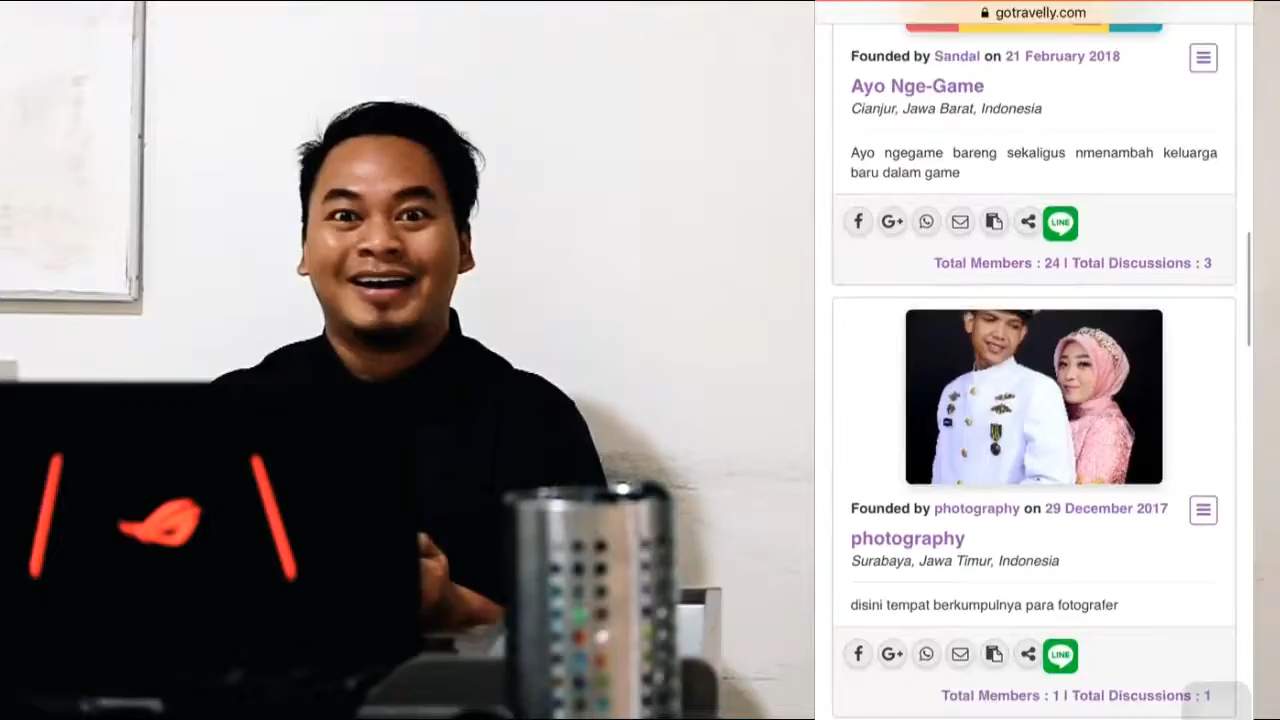 gotravelly.com
Founded by Sandal on 21 February 2018
Ayo Nge-Game
Cianjur, Jawa Barat, Indonesia
Ayo ngegame bareng sekaligus nmenambah keluarga
baru dalam game
LINE
Total Members : 24 | Total Discussions : 3
Founded by photography on 29 December 2017
photography
Surabaya, Jawa Timur, Indonesia
disini tempat berkumpulnya para fotografer
LINE
Total Members : 1 | Total Discussions : 1